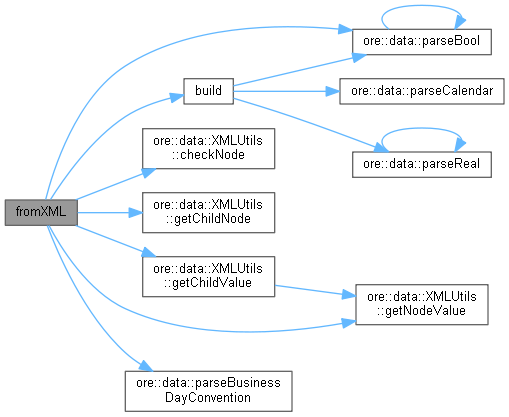 ore::data::parseBool
build
ore::data::parseCalendar
ore::data::XMLUtils
::checkNode
ore::data::parseReal
fromXML
ore::data::XMLUtils
::getChildNode
ore::data::XMLUtils
::getChildValue
ore::data::XMLUtils
::getNodeValue
ore::data::parseBusiness
DayConvention